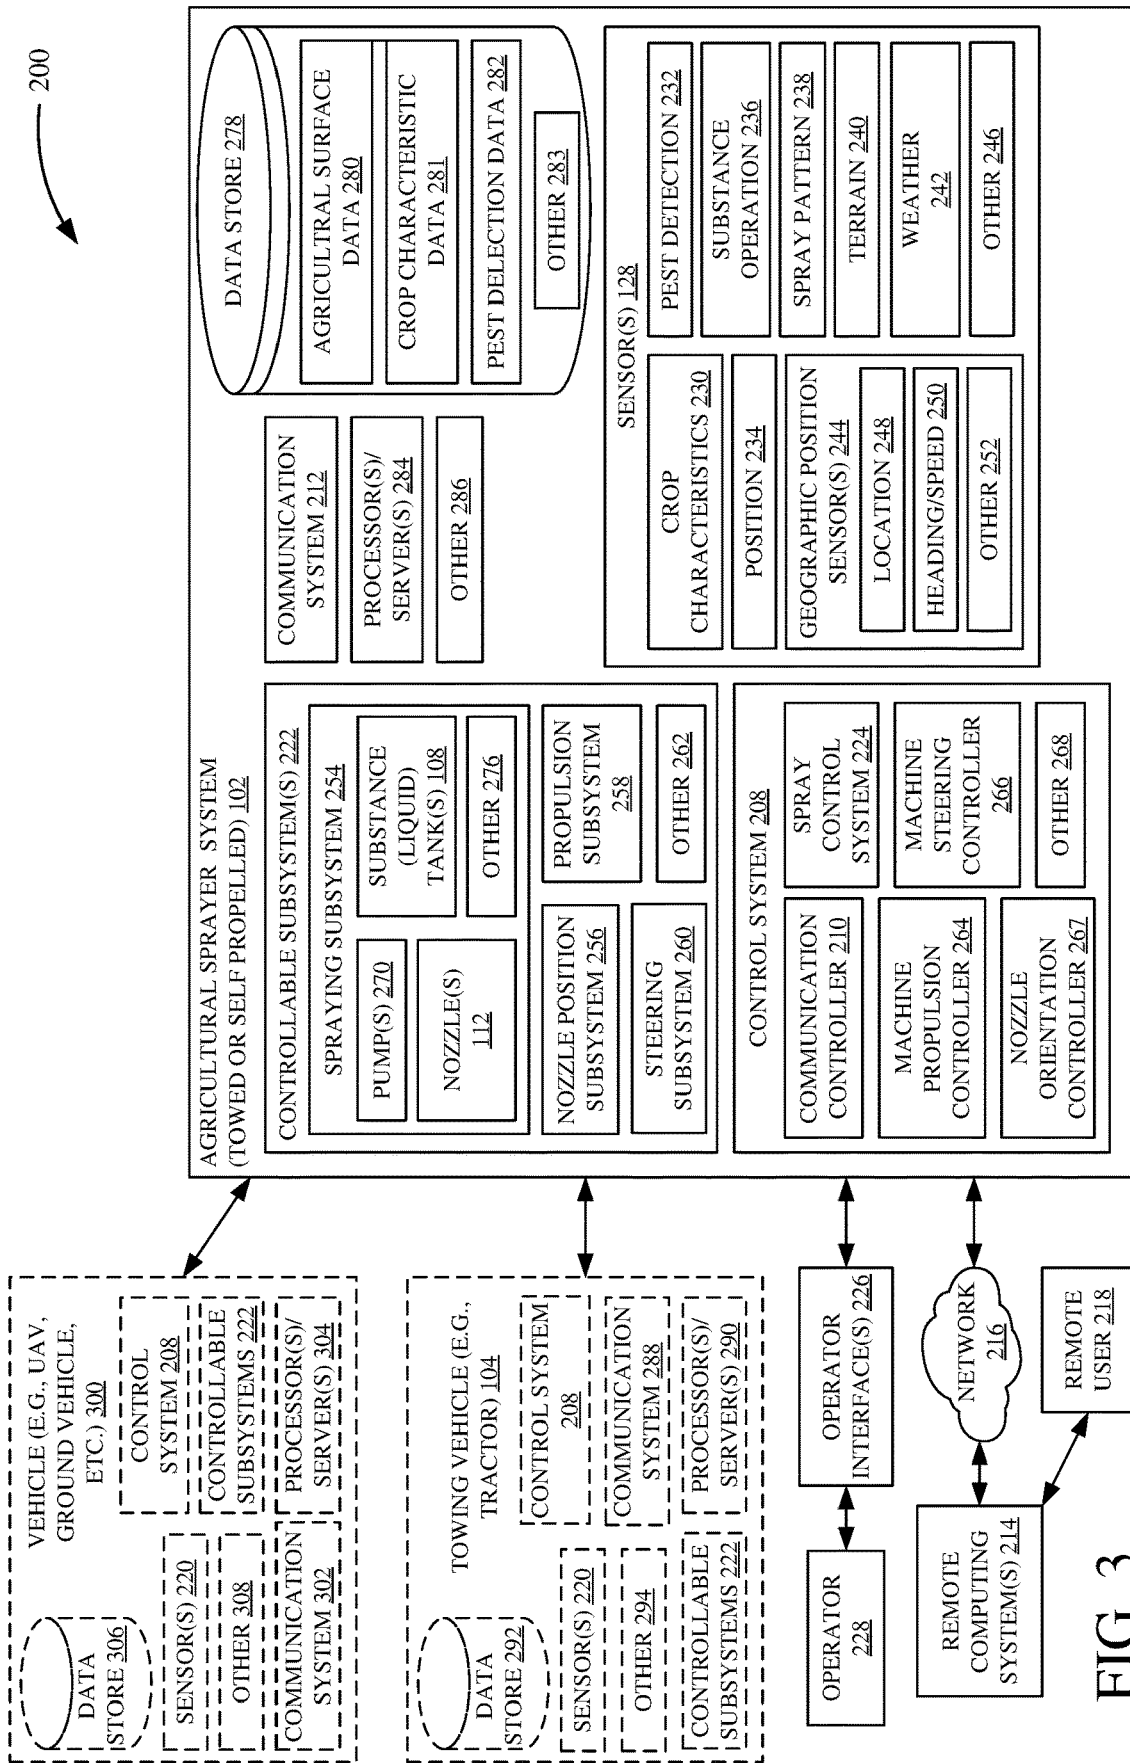 200
VEHICLE (E.G., UAV,
GROUND VEHICLE,
ETC.) 300
DATA
STORE 306
CONTROL
SYSTEM 208
SENSOR(S) 220
CONTROLLABLE
SUBSYSTEMS 222
OTHER 308
PROCESSOR(S)/
SERVER(S) 304
COMMUNICATION
SYSTEM 302
TOWING VEHICLE (E.G.,
TRACTOR) 104
DATA
STORE 292
CONTROL SYSTEM
208
SENSOR(S) 220
COMMUNICATION
SYSTEM 288
OTHER 294
PROCESSOR(S)/
SERVER(S) 290
CONTROLLABLE
SUBSYSTEMS 222
OPERATOR
228
OPERATOR
INTERFACE(S) 226
REMOTE
COMPUTING
SYSTEM(S) 214
NETWORK
216
REMOTE
USER 218
AGRICULTURAL SPRAYER SYSTEM
(TOWED OR SELF PROPELLED) 102
CONTROLLABLE SUBSYSTEM(S) 222
SPRAYING SUBSYSTEM 254
PUMP(S) 270
NOZZLE(S)
112
SUBSTANCE
(LIQUID)
TANK(S) 108
OTHER 276
NOZZLE POSITION
SUBSYSTEM 256
PROPULSION
SUBSYSTEM
258
STEERING
SUBSYSTEM 260
OTHER 262
CONTROL SYSTEM 208
COMMUNICATION
CONTROLLER 210
SPRAY
CONTROL
SYSTEM 224
MACHINE
PROPULSION
CONTROLLER 264
MACHINE
STEERING
CONTROLLER
266
NOZZLE
ORIENTATION
CONTROLLER 267
OTHER 268
COMMUNICATION
SYSTEM 212
PROCESSOR(S)/
SERVER(S) 284
OTHER 286
DATA STORE 278
AGRICULTRAL SURFACE
DATA 280
CROP CHARACTERISTIC
DATA 281
PEST DELECTION DATA 282
OTHER 283
SENSOR(S) 128
CROP
CHARACTERISTICS 230
PEST DETECTION 232
POSITION 234
SUBSTANCE
OPERATION 236
GEOGRAPHIC POSITION
SENSOR(S) 244
LOCATION 248
HEADING/SPEED 250
OTHER 252
SPRAY PATTERN 238
TERRAIN 240
WEATHER
242
OTHER 246
FIG. 3